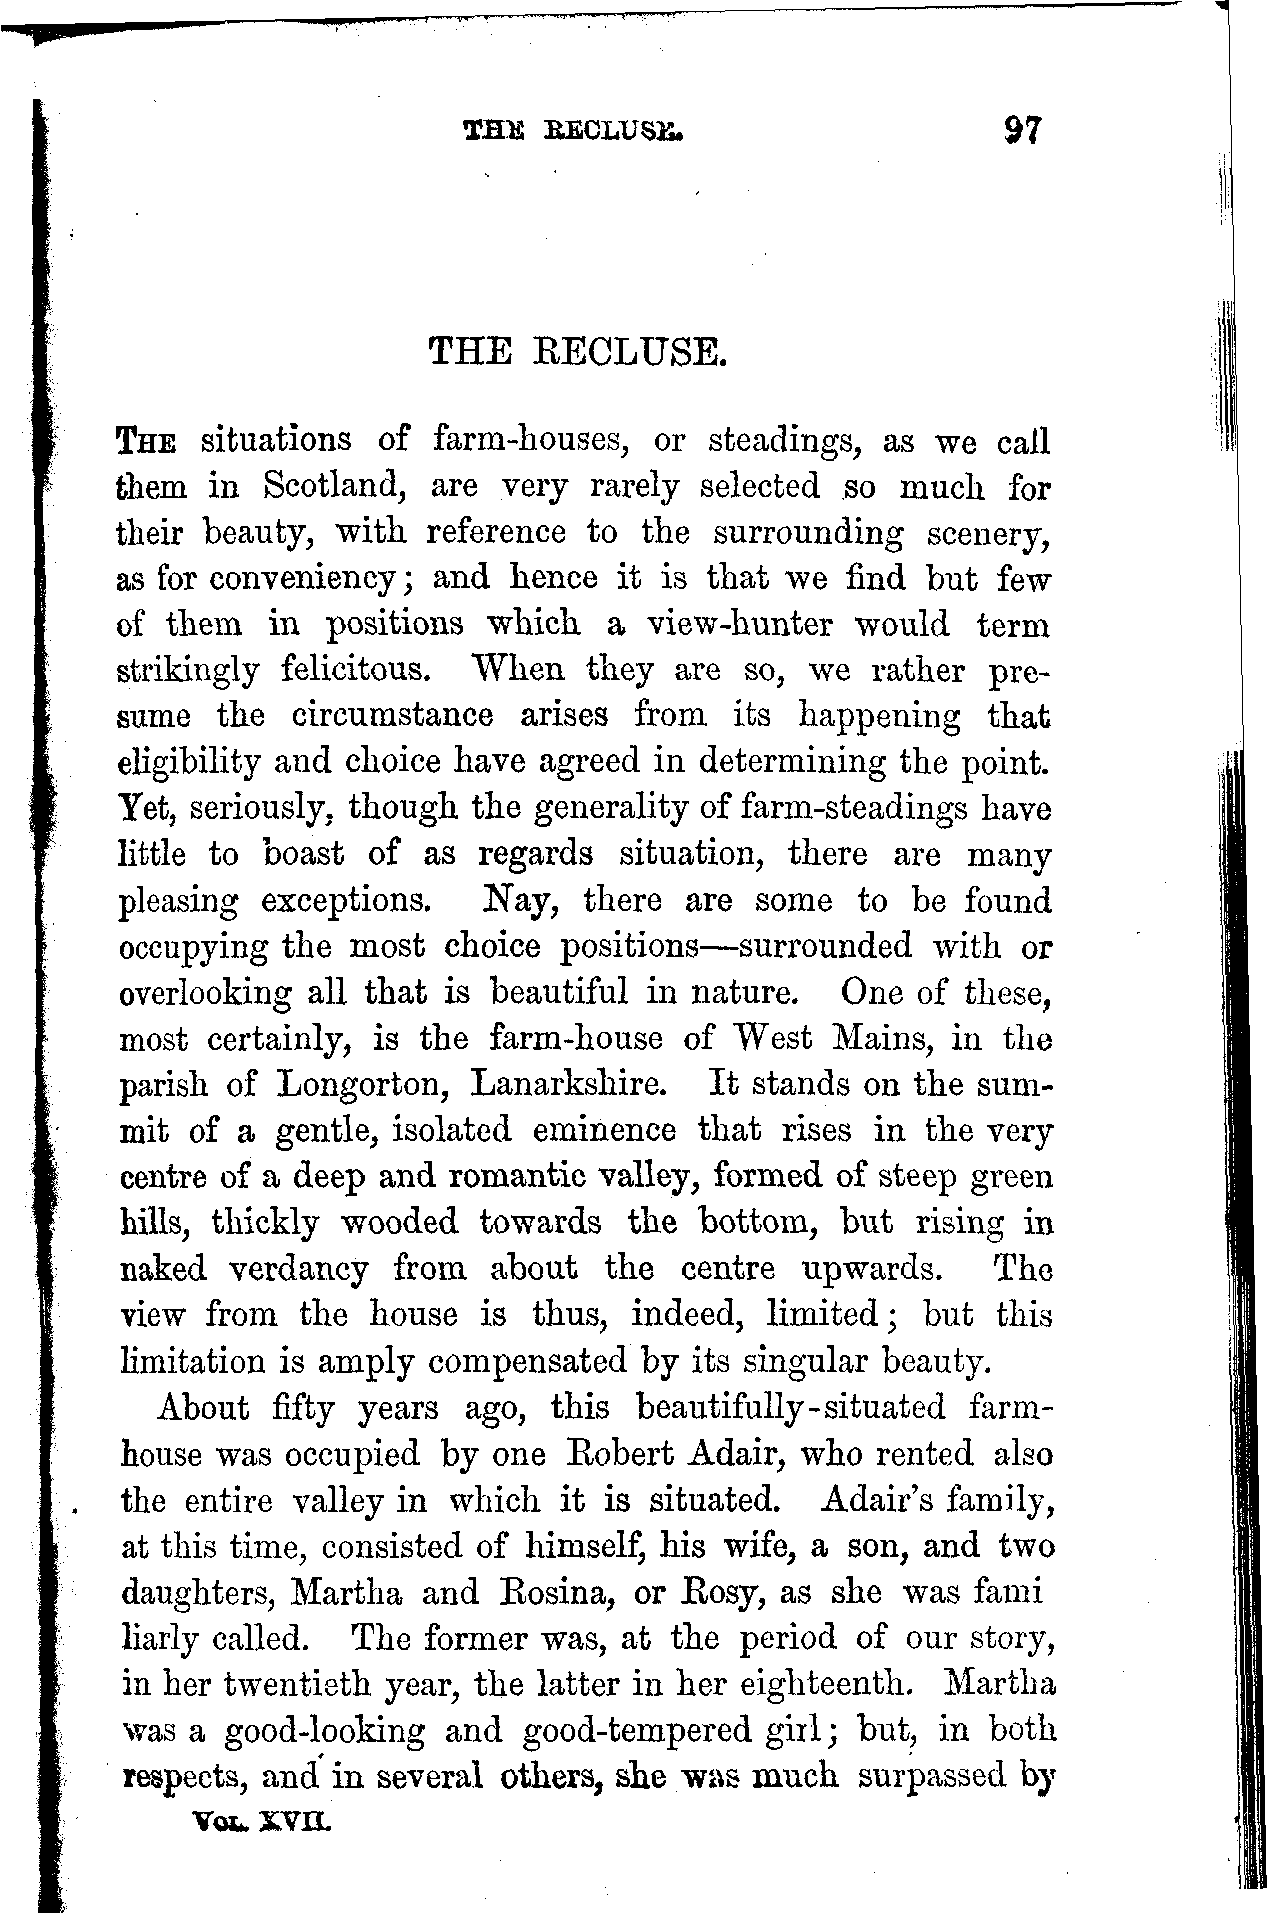 THE RECLUSE. 97
THE RECLUSE.
THE situations of farm-houses, or steadings, as we call
them in Scotland, are very rarely selected so much for
their beauty, with reference to the surrounding scenery,
as for conveniency; and hence it is that we find but few
of them in positions which a view-hunter would term
strikingly felicitous. When they are so, we rather pre-
sume the circumstance arises from its happening that
eligibility and choice have agreed in determining the point.
Yet, seriously, though the generality of farm-steadings have
little to boast of as regards situation, there are many
pleasing exceptions. Nay, there are some to be found
occupying the most choice positions—surrounded with or
overlooking all that is beautiful in nature. One of these,
most certainly, is the farm-house of West Mains, in the
parish of Longorton, Lanarkshire. It stands on the sum-
mit of a gentle, isolated eminence that rises in the very
centre of a deep and romantic valley, formed of steep green
hills, thickly wooded towards the bottom, but rising in
naked verdancy from about the centre upwards. The
view from the house is thus, indeed, limited; but this
limitation is amply compensated by its singular beauty.
About fifty years ago, this beautifully-situated farm-
house was occupied by one Robert Adair, who rented also
the entire valley in which it is situated. Adair's family,
at this time, consisted of himself, his wife, a son, and two
daughters, Martha and Rosina, or Rosy, as she was fami
liarly called. The former was, at the period of our story,
in her twentieth year, the latter in her eighteenth. Martha
was a good-looking and good-tempered girl; but, in both
respects, and in several others, she was much surpassed by
VOL. XVII.